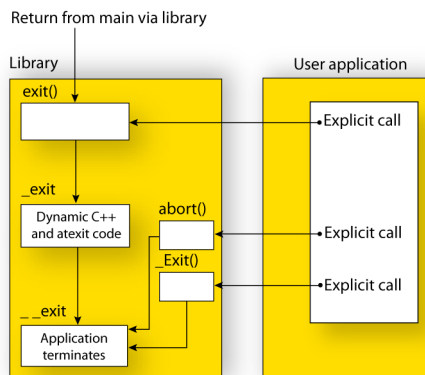 Return from main via library
Library
User application
exit()
Explicit call
_exit
Dynamic C++
and atexit code
abort()
Explicit call
_Exit()
Explicit call
_ _exit
Application
terminates